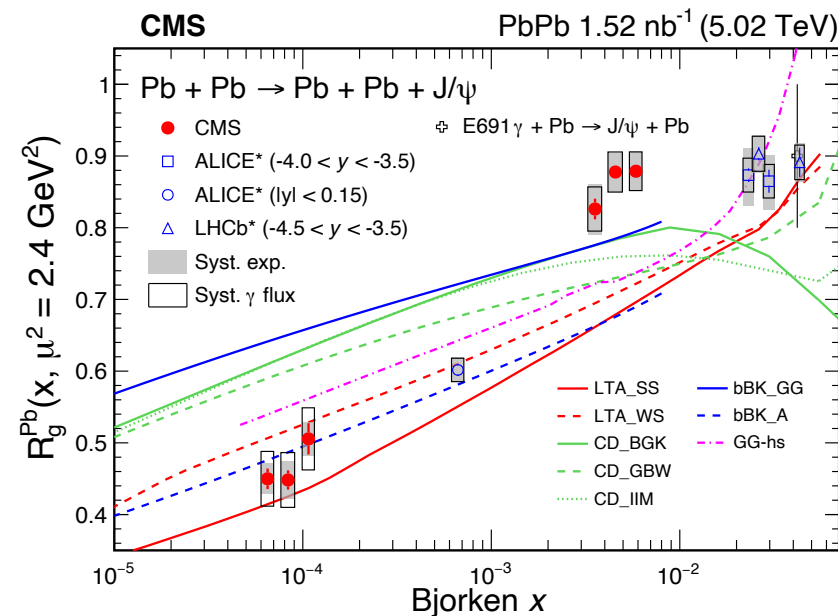 CMS
PbPb 1.52 nb⁻¹ (5.02 TeV)
Pb + Pb → Pb + Pb + J/ψ
CMS
E691 γ + Pb → J/ψ + Pb
ALICE* (-4.0 < y < -3.5)
ALICE* (|y| < 0.15)
LHCb* (-4.5 < y < -3.5)
Syst. exp.
Syst. γ flux
LTA_SS
LTA_WS
CD_BGK
CD_GBW
CD_IIM
bBK_GG
bBK_A
GG-hs
1
0.9
0.8
0.7
0.6
0.5
0.4
R_g^Pb(x, μ² = 2.4 GeV²)
10⁻⁵
10⁻⁴
10⁻³
10⁻²
Bjorken x